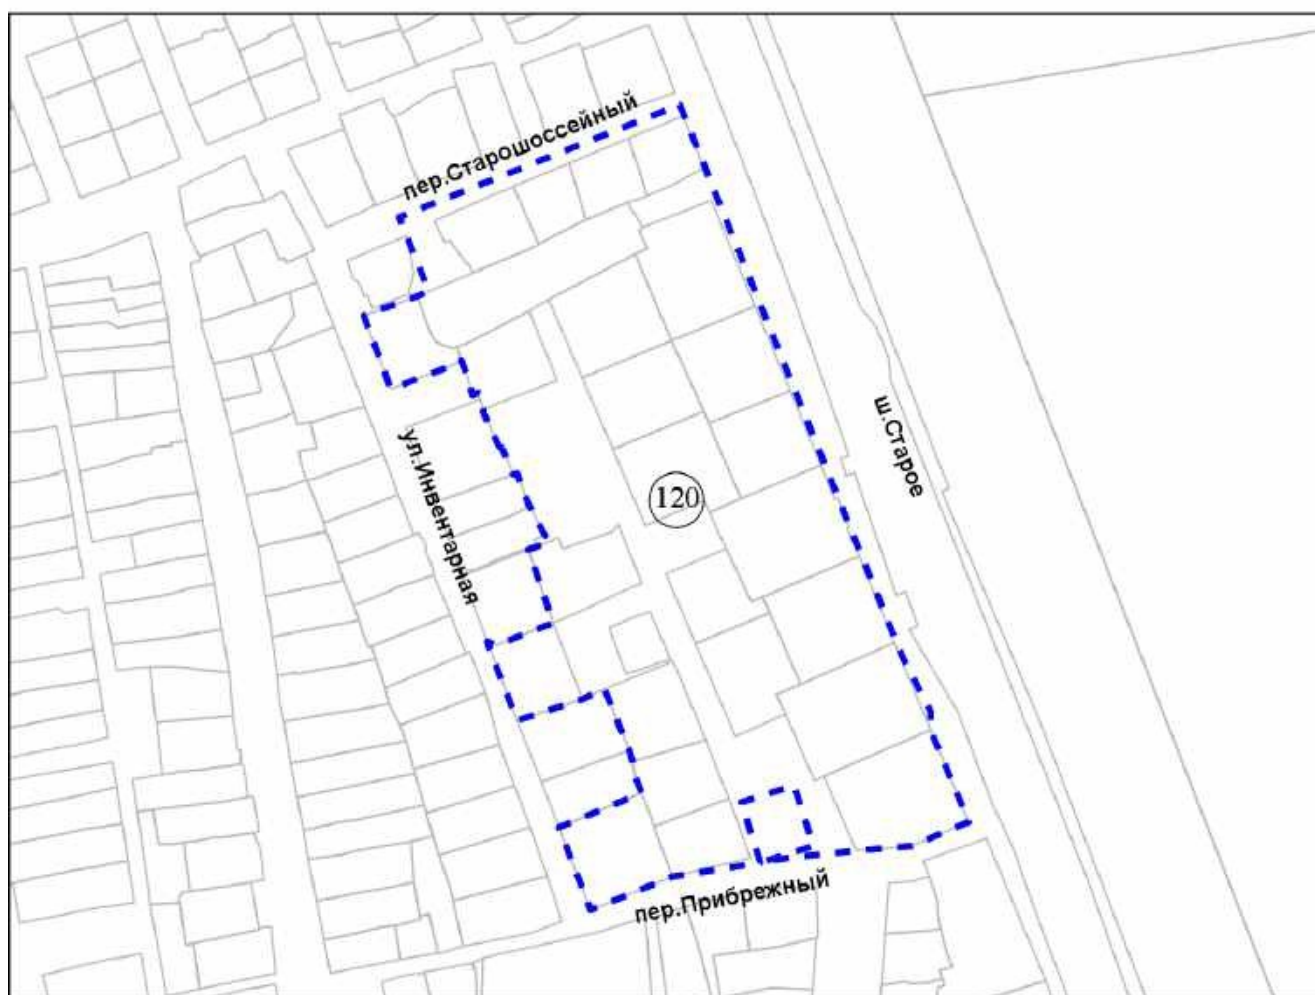 пер.Старошоссейный
ш.Старое
ул.Инвентарная
120
пер.Прибрежный